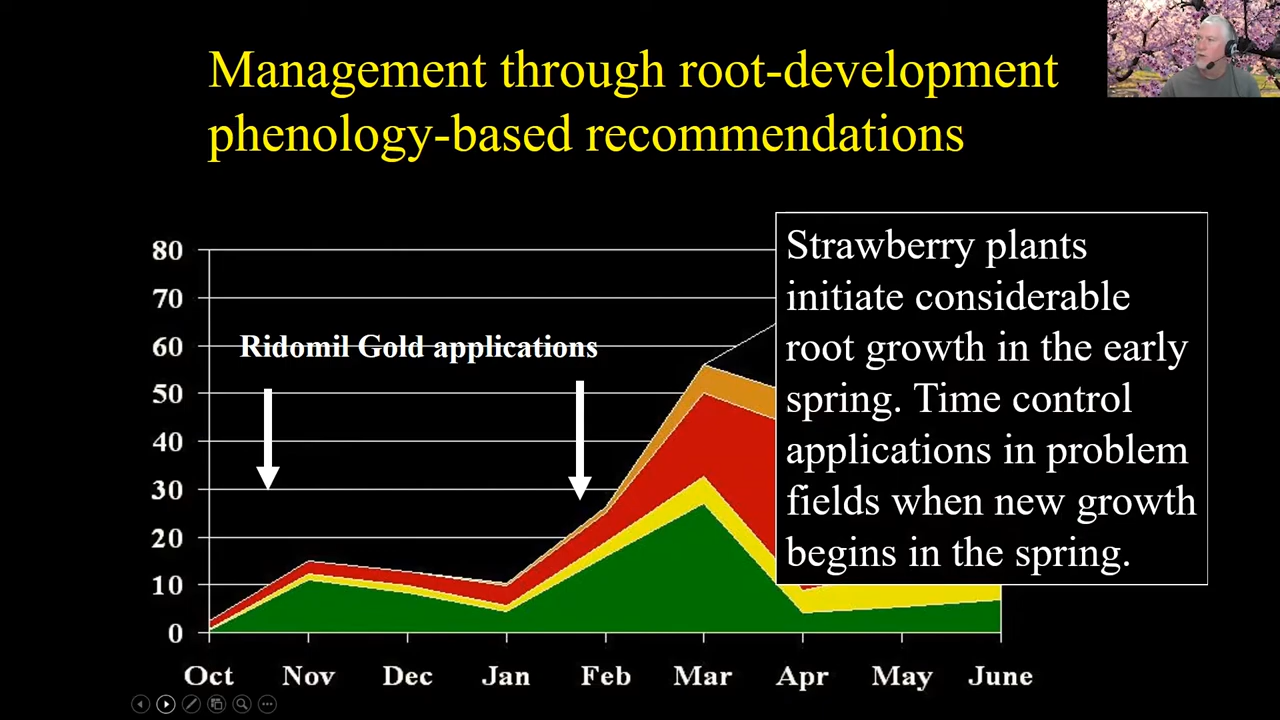 Management through root-development
phenology-based recommendations
80
70
60
50
40
30
20
10
0
Ridomil Gold applications
Strawberry plants
initiate considerable
root growth in the early
spring. Time control
applications in problem
fields when new growth
begins in the spring.
Oct Nov Dec Jan Feb Mar Apr May June